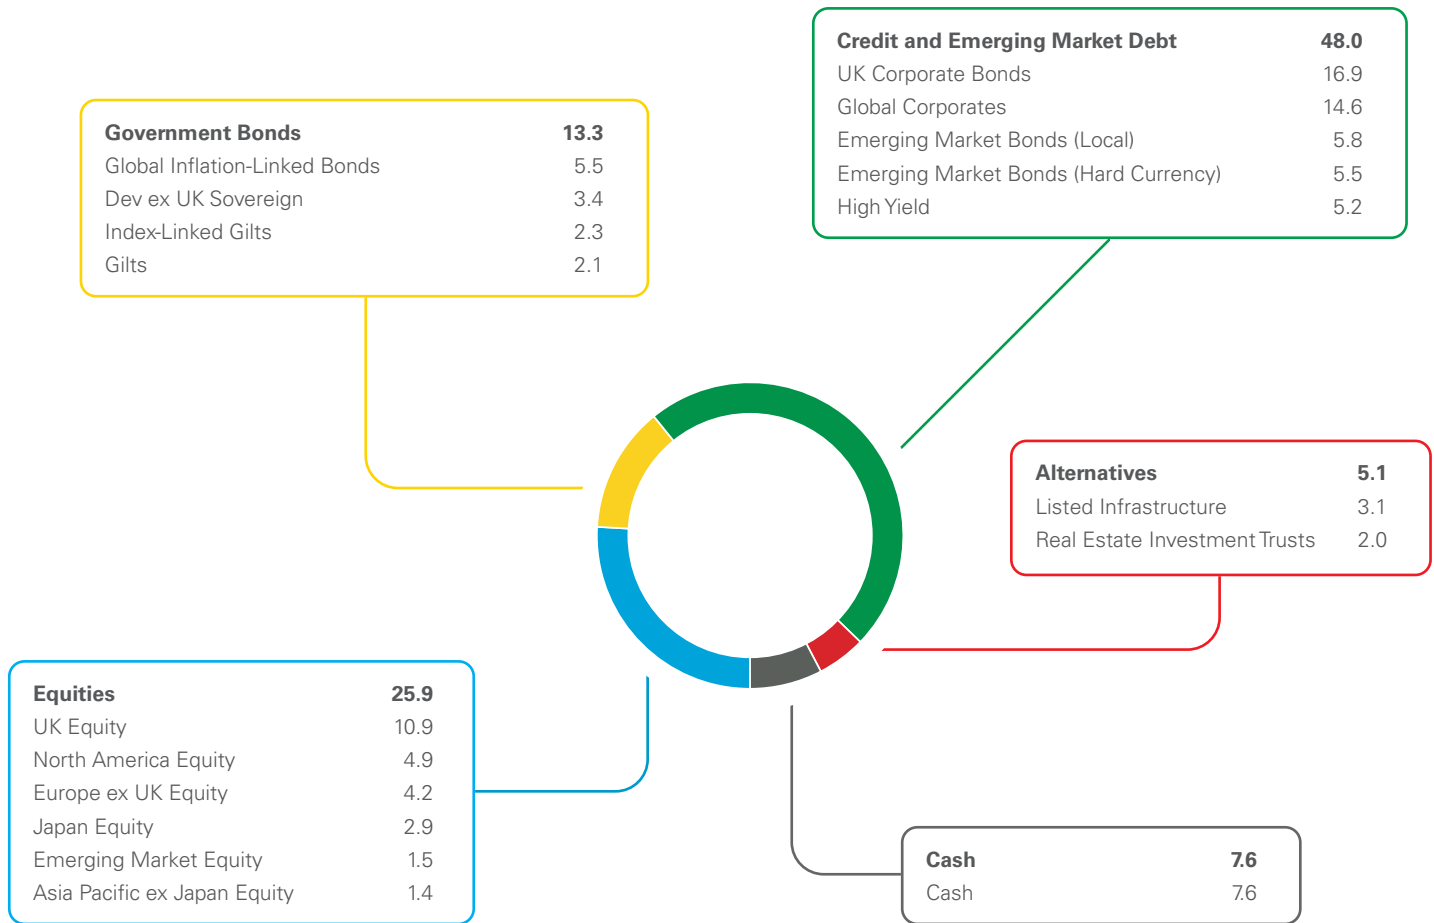 Credit and Emerging Market Debt 48.0
UK Corporate Bonds 16.9
Global Corporates 14.6
Emerging Market Bonds (Local) 5.8
Emerging Market Bonds (Hard Currency) 5.5
High Yield 5.2
Government Bonds 13.3
Global Inflation-Linked Bonds 5.5
Dev ex UK Sovereign 3.4
Index-Linked Gilts 2.3
Gilts 2.1
Alternatives 5.1
Listed Infrastructure 3.1
Real Estate Investment Trusts 2.0
Equities 25.9
UK Equity 10.9
North America Equity 4.9
Europe ex UK Equity 4.2
Japan Equity 2.9
Emerging Market Equity 1.5
Asia Pacific ex Japan Equity 1.4
Cash 7.6
Cash 7.6